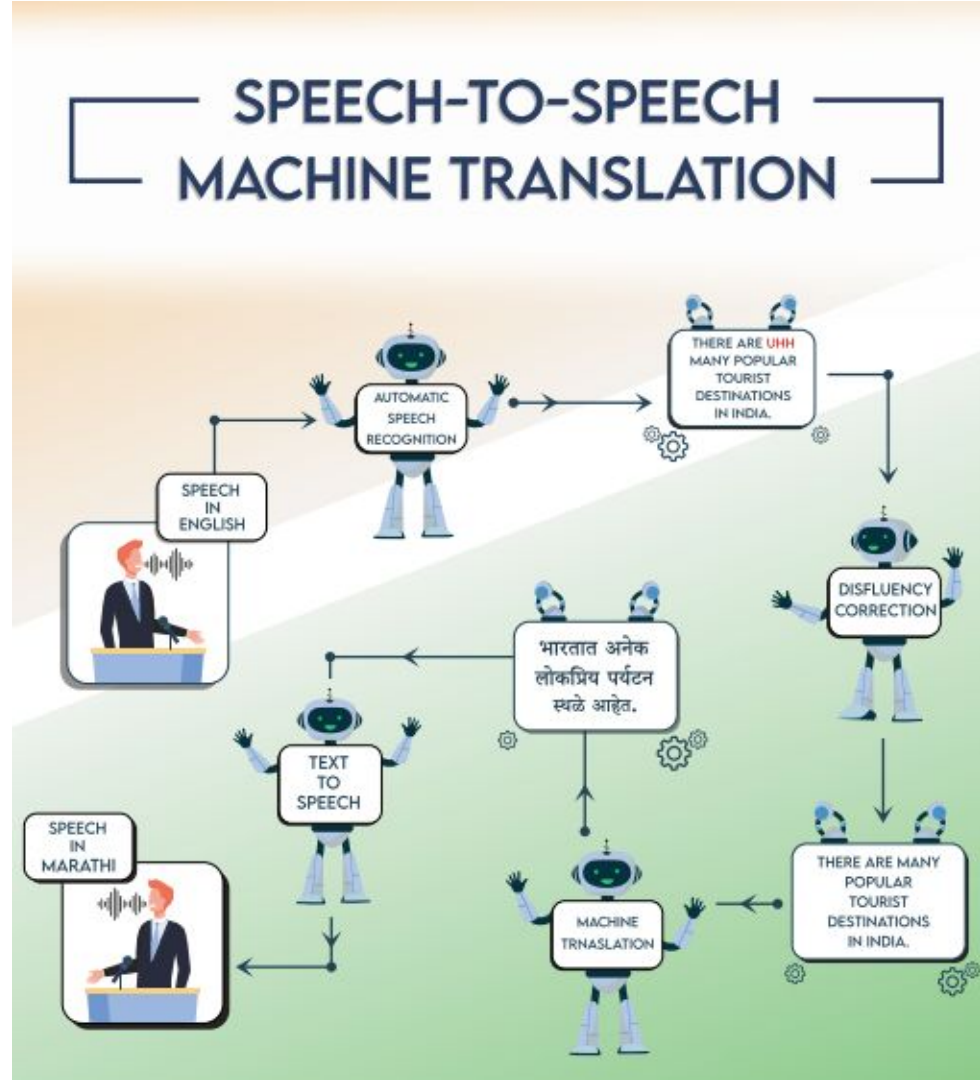 SPEECH-TO-SPEECH
MACHINE TRANSLATION
SPEECH
IN
ENGLISH
AUTOMATIC
SPEECH
RECOGNITION
THERE ARE UHH
MANY POPULAR
TOURIST
DESTINATIONS
IN INDIA.
DISFLUENCY
CORRECTION
THERE ARE MANY
POPULAR
TOURIST
DESTINATIONS
IN INDIA.
MACHINE
TRNASLATION
भारतात अनेक
लोकप्रिय पर्यटन
स्थळे आहेत.
TEXT
TO
SPEECH
SPEECH
IN
MARATHI